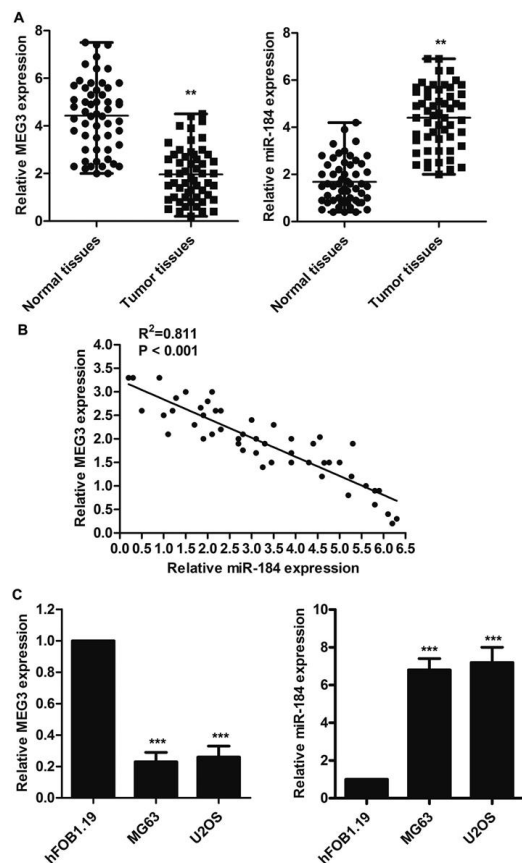 A
Relative MEG3 expression
8
6
4
2
0
**
Normal tissues
Tumor tissues
Relative miR-184 expression
8
6
4
2
0
**
Normal tissues
Tumor tissues
B
R²=0.811
P < 0.001
Relative MEG3 expression
4.0
3.5
3.0
2.5
2.0
1.5
1.0
0.5
0.0
0.0 0.5 1.0 1.5 2.0 2.5 3.0 3.5 4.0 4.5 5.0 5.5 6.0 6.5
Relative miR-184 expression
C
Relative MEG3 expression
1.2
1.0
0.8
0.6
0.4
0.2
0.0
***
***
hFOB1.19
MG63
U2OS
Relative miR-184 expression
10
8
6
4
2
0
***
***
hFOB1.19
MG63
U2OS